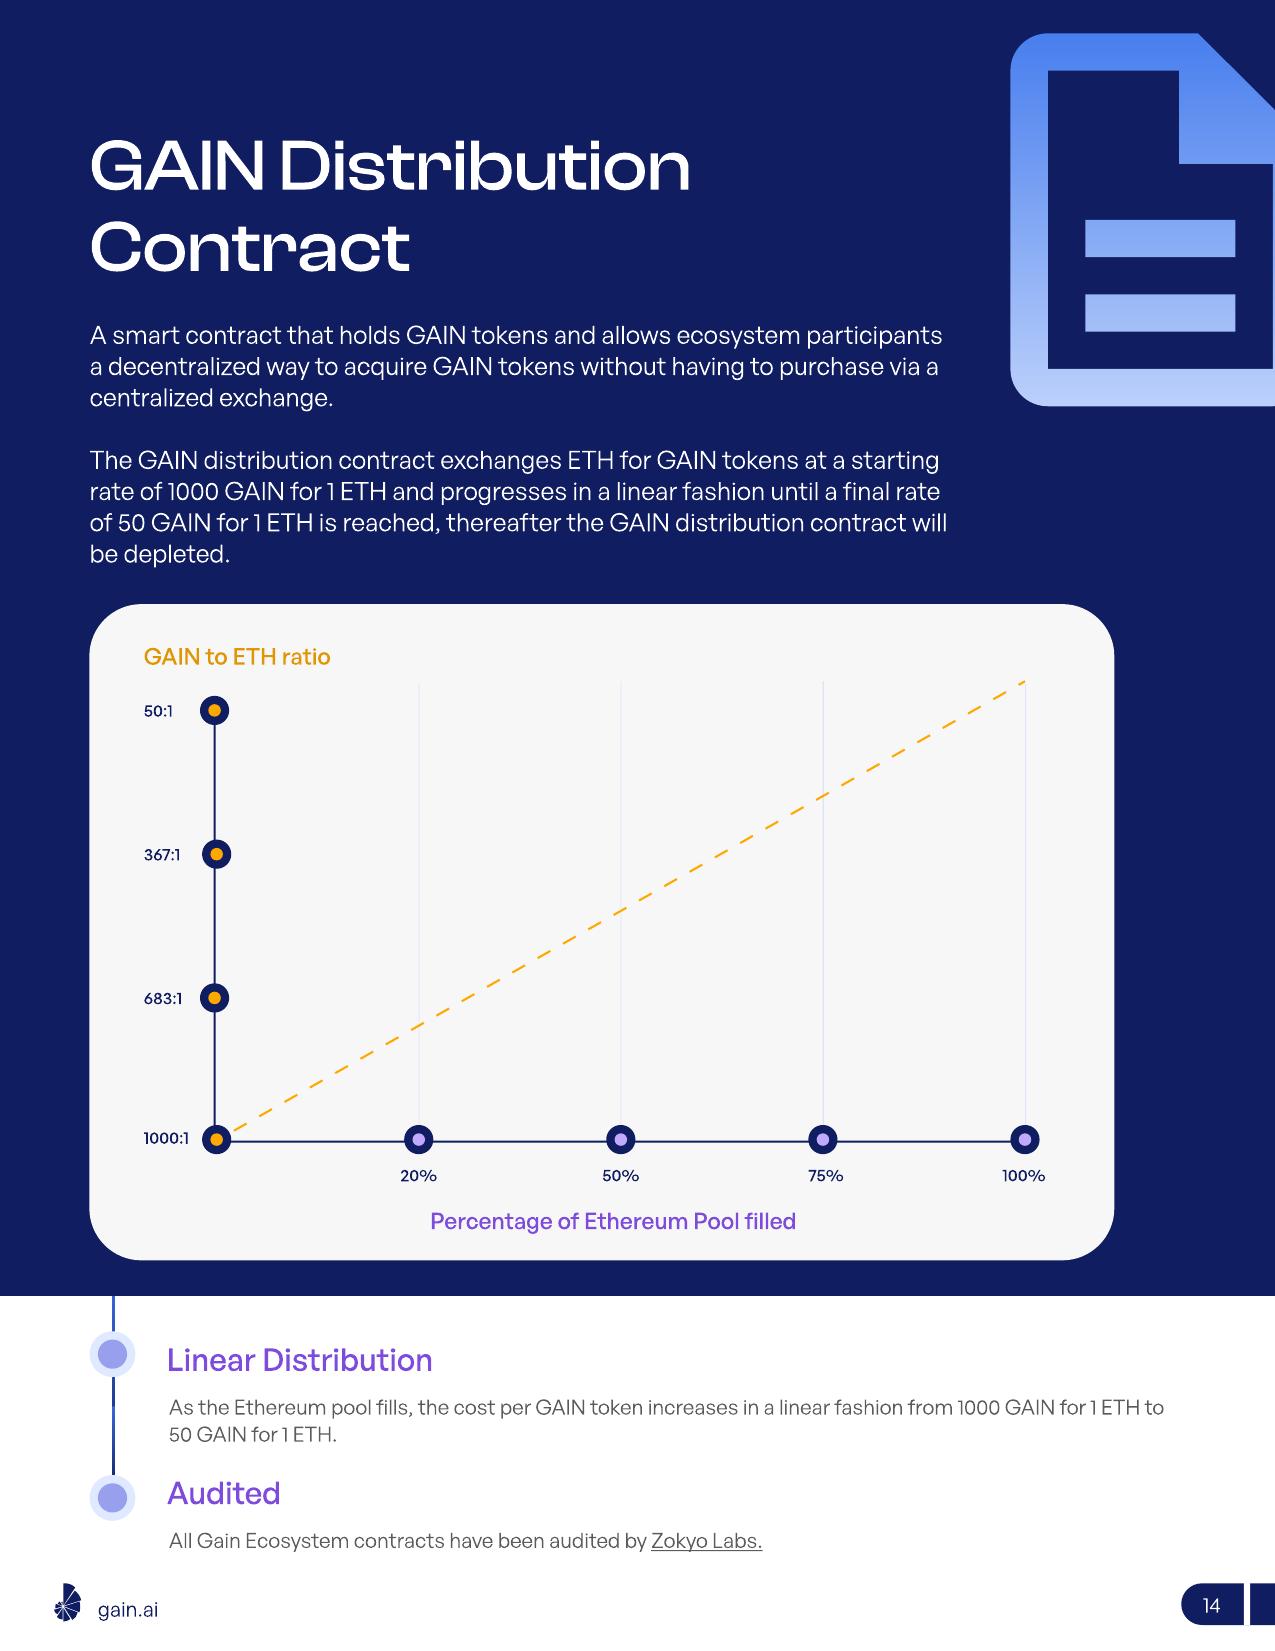 GAIN Distribution
Contract
A smart contract that holds GAIN tokens and allows ecosystem participants
a decentralized way to acquire GAIN tokens without having to purchase via a
centralized exchange.
The GAIN distribution contract exchanges ETH for GAIN tokens at a starting
rate of 1000 GAIN for 1 ETH and progresses in a linear fashion until a final rate
of 50 GAIN for 1 ETH is reached, thereafter the GAIN distribution contract will
be depleted.
GAIN to ETH ratio
50:1
367:1
683:1
1000:1
20% 50% 75% 100%
Percentage of Ethereum Pool filled
Linear Distribution
As the Ethereum pool fills, the cost per GAIN token increases in a linear fashion from 1000 GAIN for 1 ETH to
50 GAIN for 1 ETH.
Audited
All Gain Ecosystem contracts have been audited by Zokyo Labs.
gain.ai
14